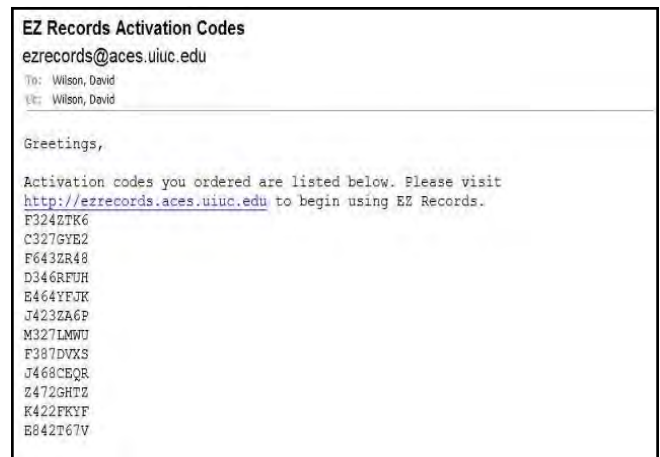 EZ Records Activation Codes
ezrecords@aces.uiuc.edu
To: Wilson, David
Cc: Wilson, David
Greetings,
Activation codes you ordered are listed below. Please visit
http://ezrecords.aces.uiuc.edu to begin using EZ Records.
F324ZTK6
C327GYE2
F643ZR48
D346RFUH
E464YFJK
J423ZA6P
M327LMWU
F387DVXS
J468CEQR
Z472GHTZ
K422FKYF
E842T67V